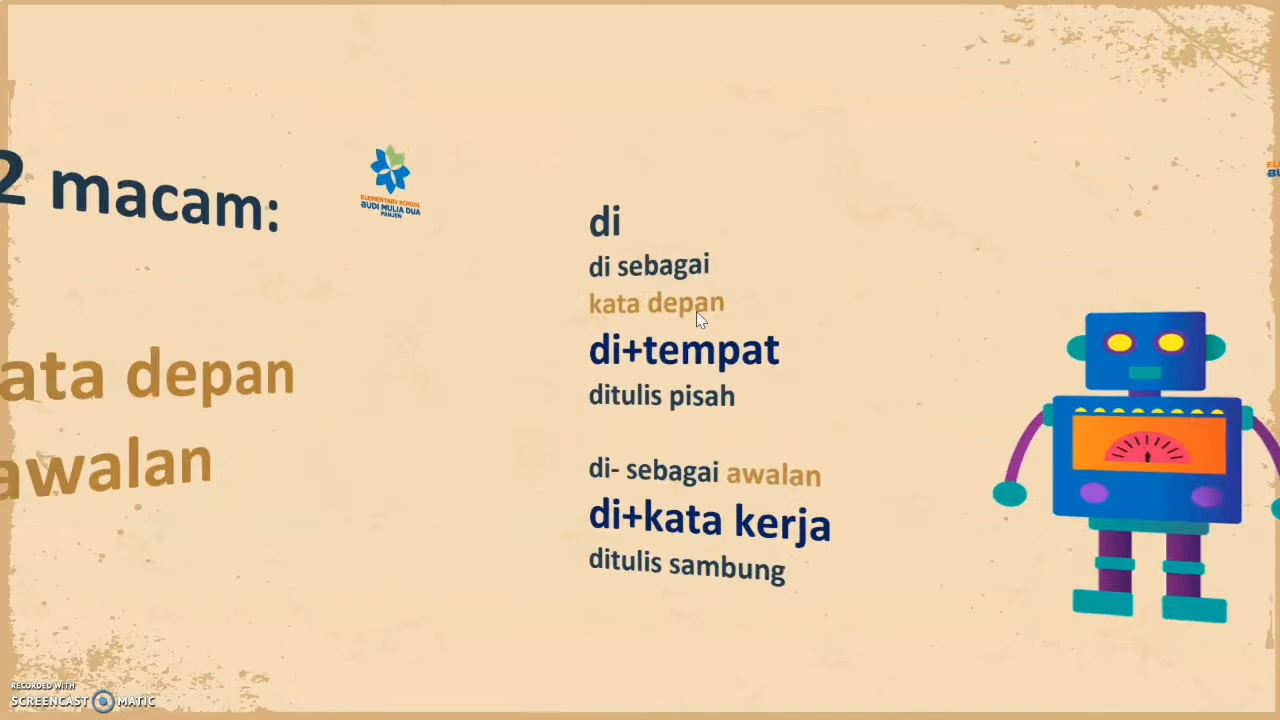 2 macam:
ata depan
awalan
ELEMENTARY SCHOOL
BUDI MULIA DUA
PANJEN
di
di sebagai
kata depan
di+tempat
ditulis pisah
di- sebagai awalan
di+kata kerja
ditulis sambung
RECORDED WITH
SCREENCAST MATIC